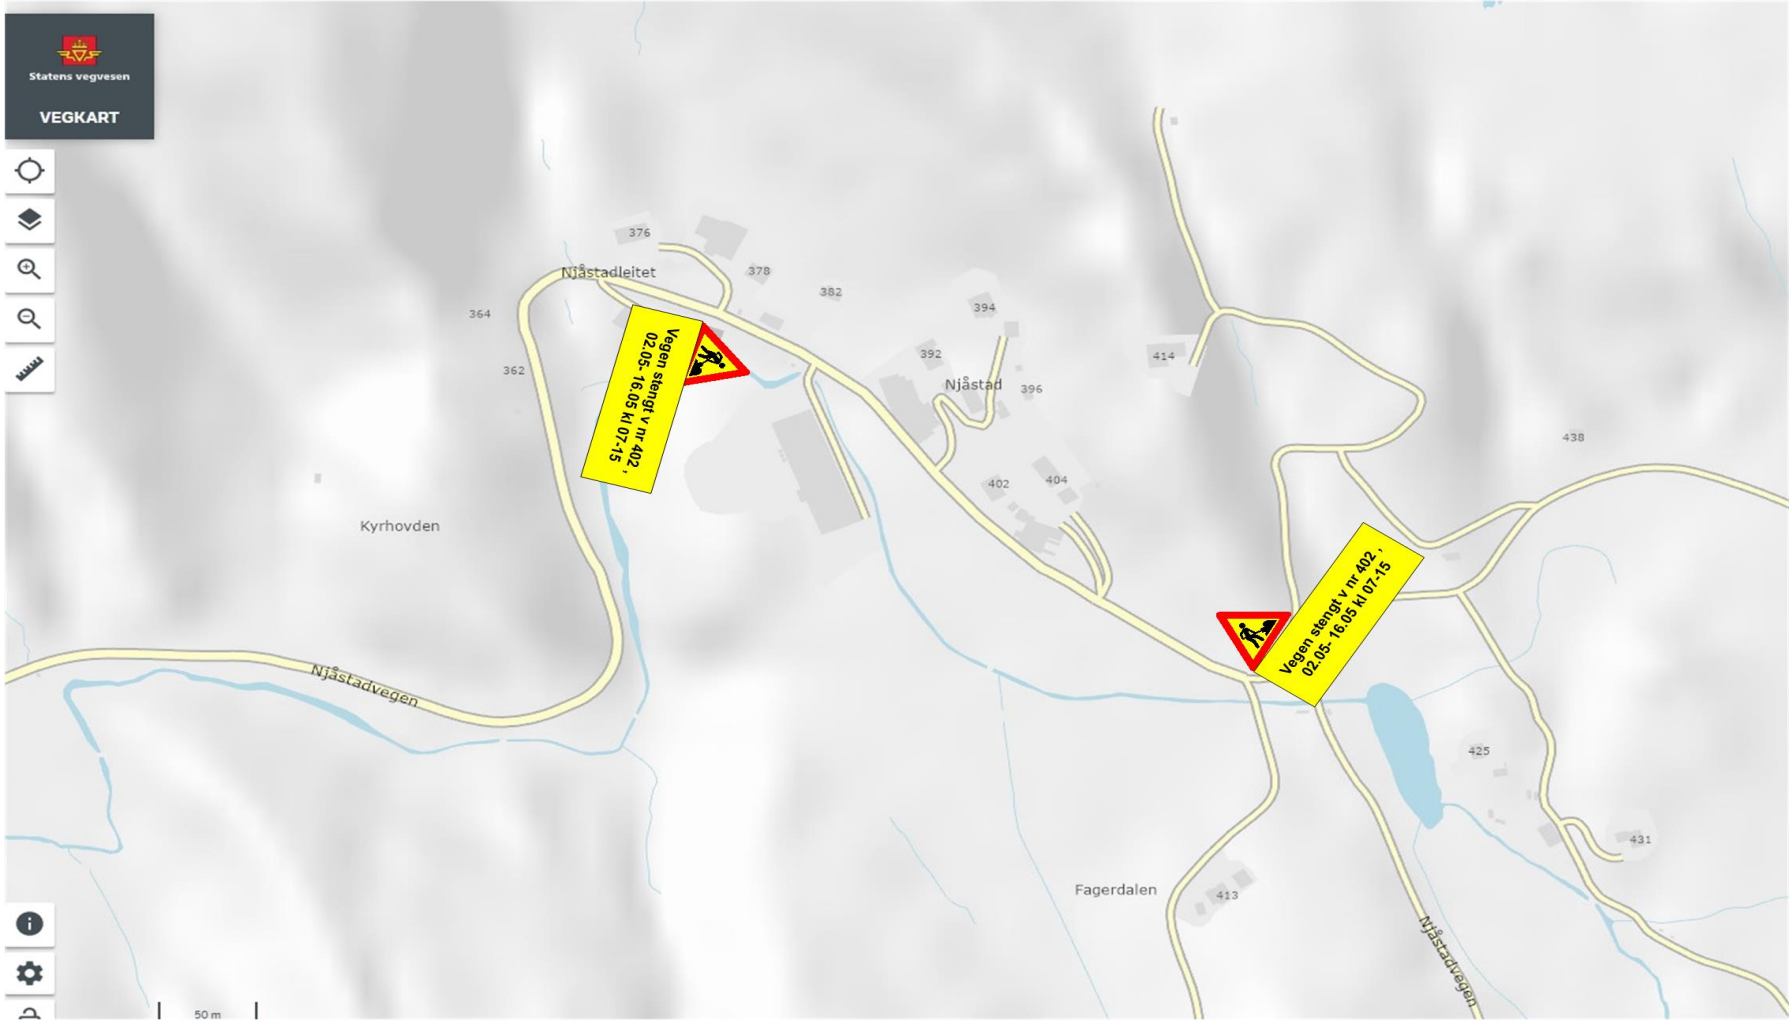 Statens vegvesen
VEGKART
376
Njåstadleitet
378
382
364
394
362
392
414
Njåstad
396
Vegen stengt v nr 402 ,
02.05- 16.05 kl 07-15
438
402
404
Kyrhovden
Vegen stengt v nr 402 ,
02.05- 16.05 kl 07-15
Njåstadvegen
425
431
Fagerdalen
413
Njåstadvegen
50 m